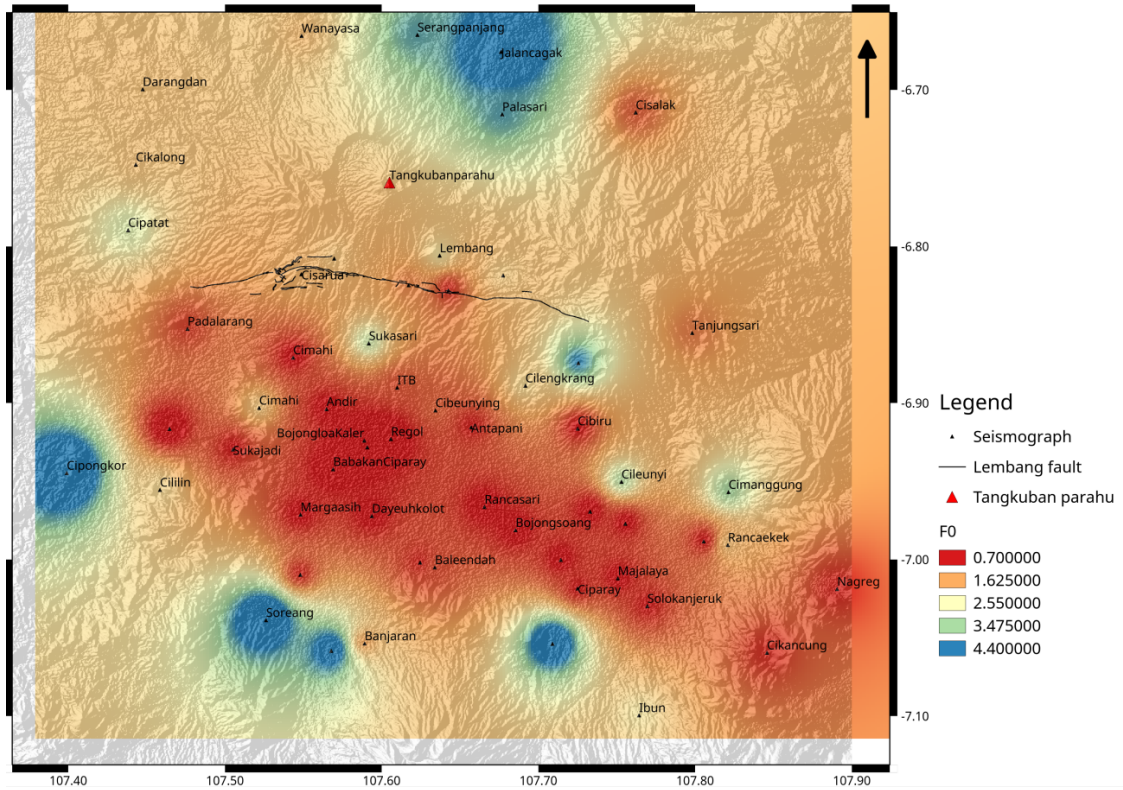 Wanayasa
Serangpanjang
Jalancagak
Darangdan
Palasari
Cisalak
-6.70
Cikalong
Tangkubanparahu
Cipatat
Lembang
-6.80
Cisarua
Padalarang
Tanjungsari
Sukasari
Cimahi
Cilengkrang
ITB
Cimahi
Andir
Cibeunying
-6.90
BojongloaKaler
Regol
Antapani
Cibiru
Sukajadi
BabakanCiparay
Cipongkor
Cililin
Cileunyi
Cimanggung
Margaasih
Dayeuhkolot
Rancasari
Bojongsoang
Rancaekek
-7.00
Baleendah
Majalaya
Nagreg
Ciparay
Solokanjeruk
Soreang
Banjaran
Cikancung
Ibun
-7.10
107.40
107.50
107.60
107.70
107.80
107.90
Legend
Seismograph
Lembang fault
Tangkuban parahu
F0
0.700000
1.625000
2.550000
3.475000
4.400000